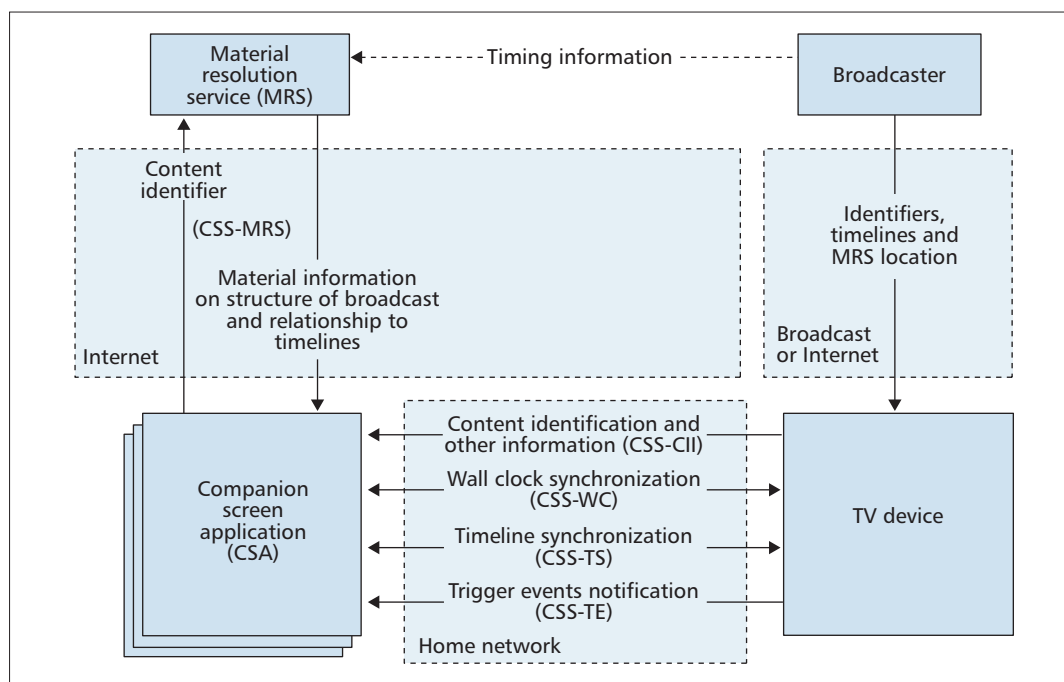 Material
resolution
service (MRS)
Timing information
Broadcaster
Content
identifier
(CSS-MRS)
Material information
on structure of broadcast
and relationship to
timelines
Internet
Identifiers,
timelines and
MRS location
Broadcast
or Internet
Companion
screen
application
(CSA)
Content identification and
other information (CSS-CII)
Wall clock synchronization
(CSS-WC)
Timeline synchronization
(CSS-TS)
Trigger events notification
(CSS-TE)
Home network
TV device